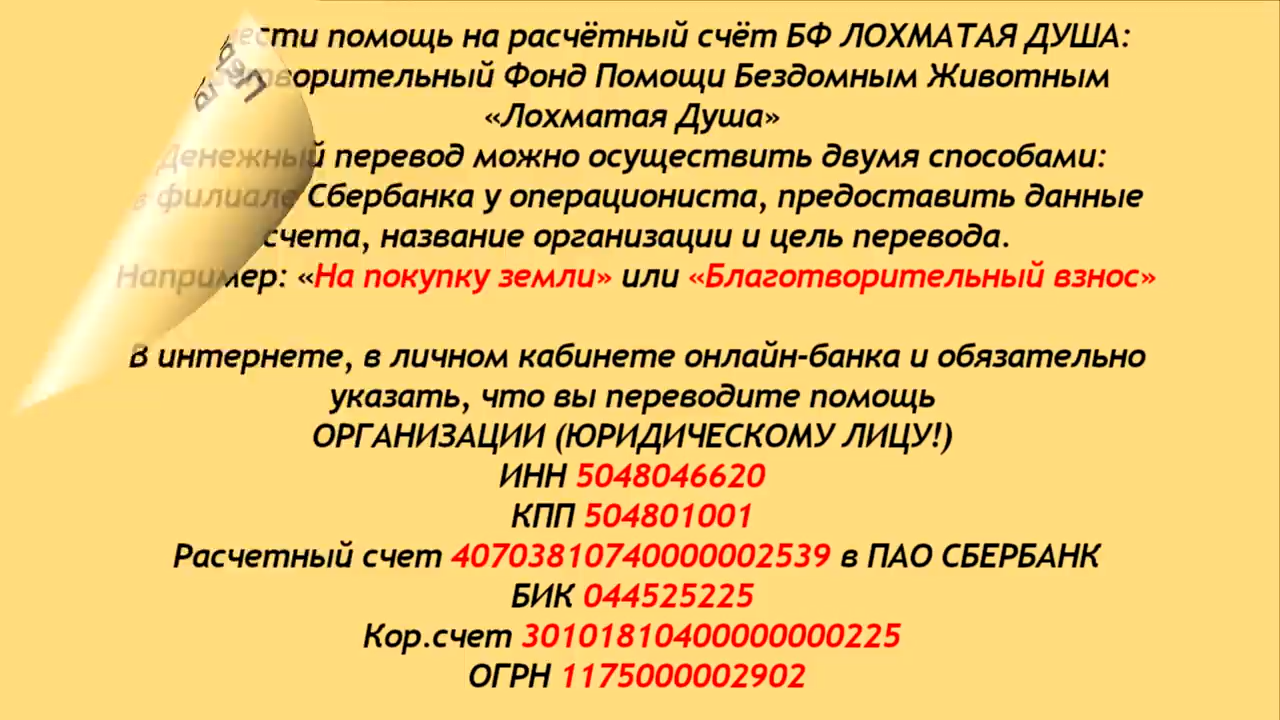 помощь на расчётный счёт БФ ЛОХМАТАЯ ДУША:
Фонд Помощи Бездомным Животным
«Лохматая Душа»
Денежный перевод можно осуществить двумя способами:
в филиале Сбербанка у операциониста, предоставить данные
счета, название организации и цель перевода.
Например: «На покупку земли» или «Благотворительный взнос»
В интернете, в личном кабинете онлайн-банка и обязательно
указать, что вы переводите помощь
ОРГАНИЗАЦИИ (ЮРИДИЧЕСКОМУ ЛИЦУ!)
ИНН 5048046620
КПП 504801001
Расчетный счет 40703810740000002539 в ПАО СБЕРБАНК
БИК 044525225
Кор.счет 30101810400000000225
ОГРН 1175000002902